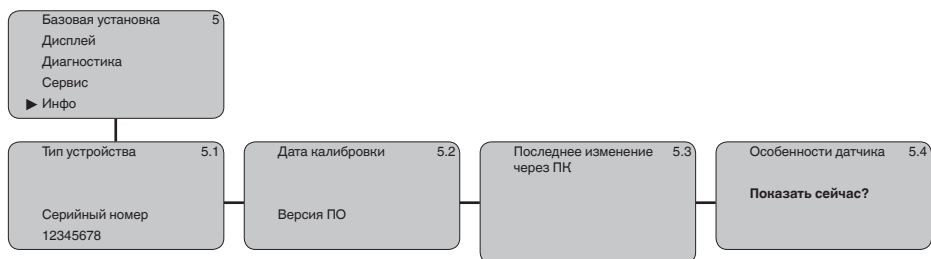 Базовая установка 5
Дисплей
Диагностика
Сервис
▶ Инфо
Тип устройства 5.1
Серийный номер
12345678
Дата калибровки 5.2
Версия ПО
Последнее изменение 5.3
через ПК
Особенности датчика 5.4
Показать сейчас?